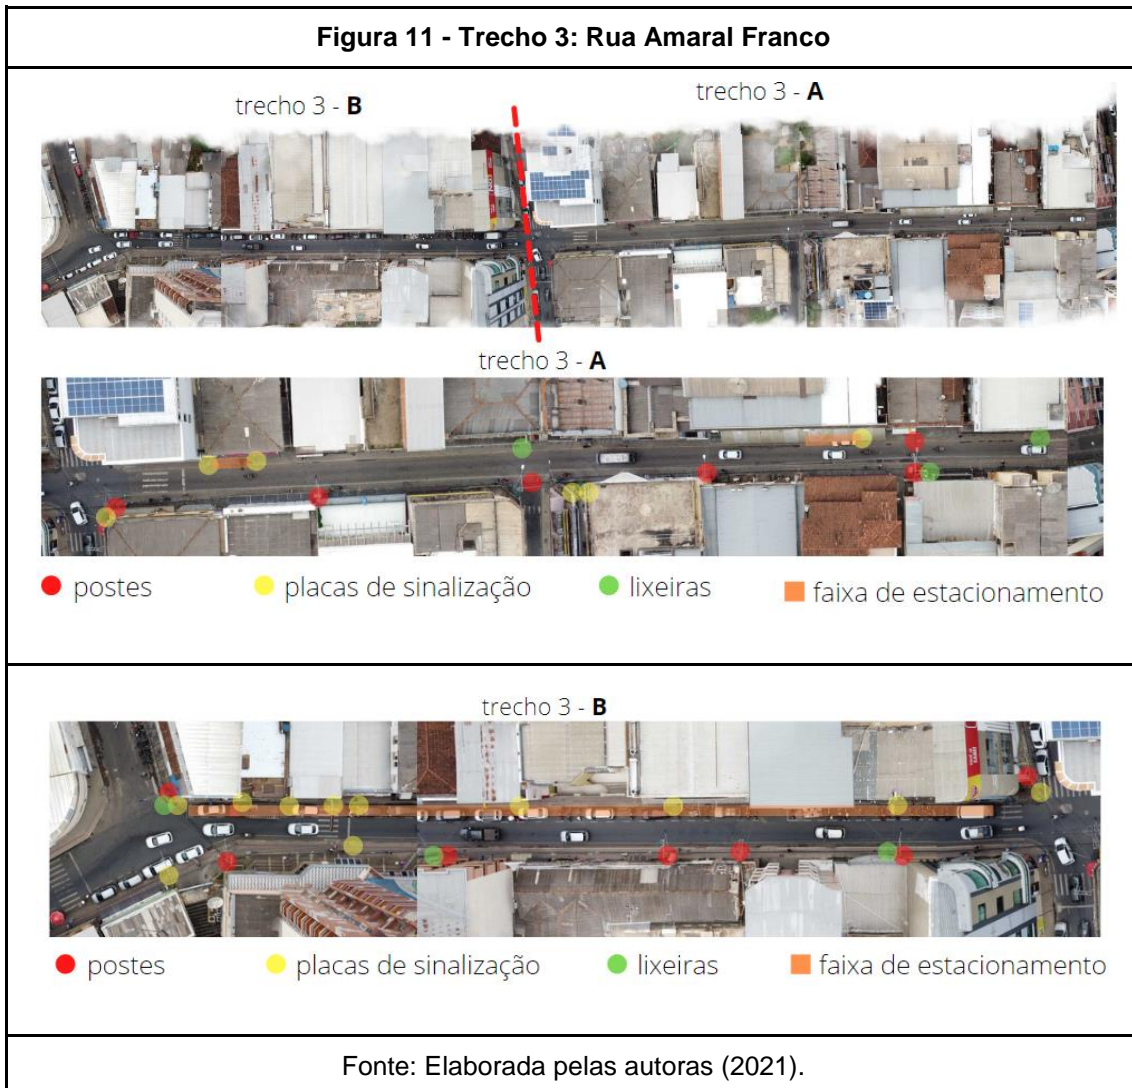 Figura 11 - Trecho 3: Rua Amaral Franco
trecho 3 - B
trecho 3 - A
trecho 3 - A
postes
placas de sinalização
lixeiras
faixa de estacionamento
trecho 3 - B
postes
placas de sinalização
lixeiras
faixa de estacionamento
Fonte: Elaborada pelas autoras (2021).